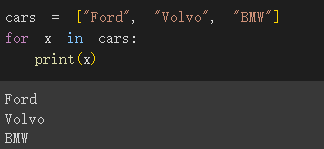 cars = ["Ford", "Volvo", "BMW"]
for x in cars:
    print(x)
Ford
Volvo
BMW